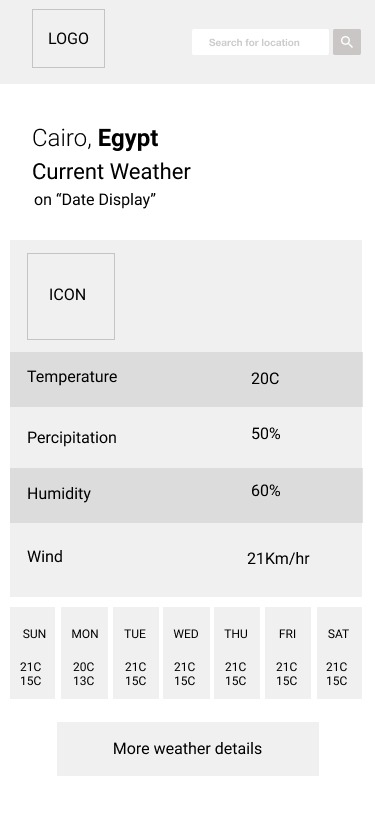 LOGO
Search for location
Cairo, Egypt
Current Weather
on “Date Display”
ICON
Temperature 20C
Percipitation 50%
Humidity 60%
Wind 21Km/hr
SUN MON TUE WED THU FRI SAT
21C 20C 21C 21C 21C 21C 21C
15C 13C 15C 15C 15C 15C 15C
More weather details